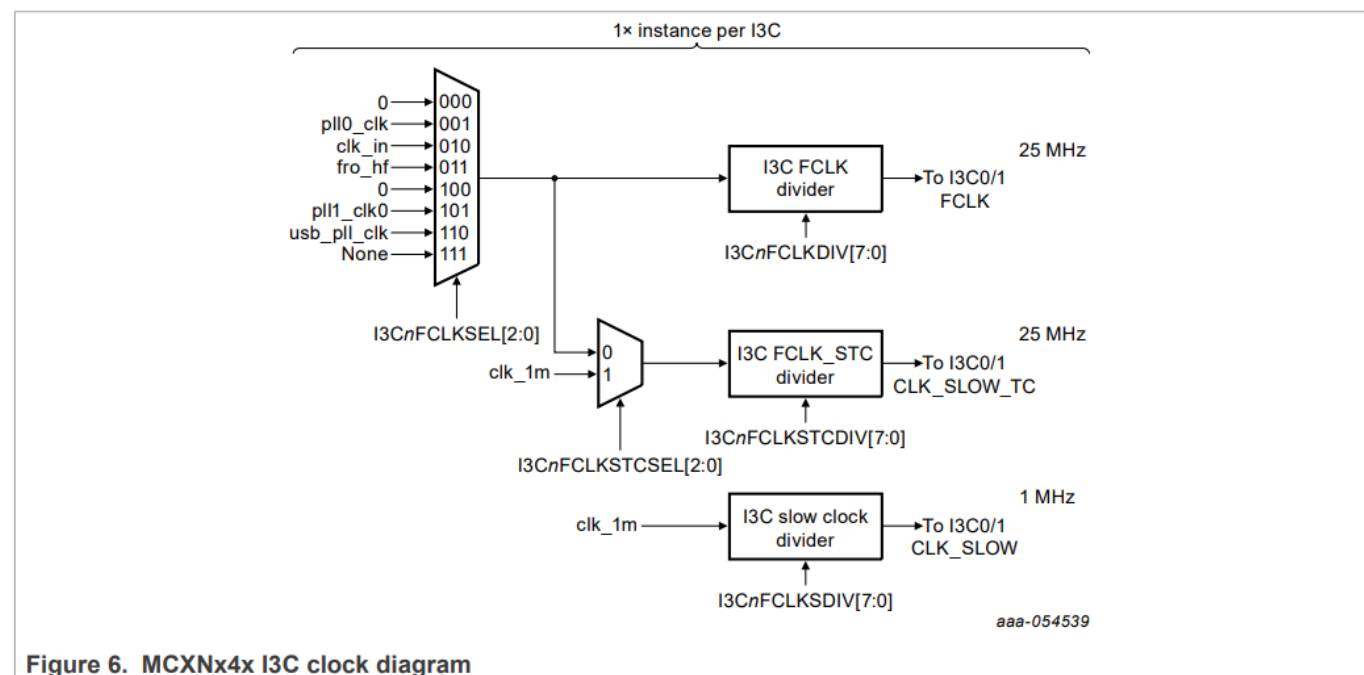 1× instance per I3C
0
000
pll0_clk
001
clk_in
010
fro_hf
011
0
100
pll1_clk0
101
usb_pll_clk
110
None
111
I3CnFCLKSEL[2:0]
I3C FCLK
divider
I3CnFCLKDIV[7:0]
25 MHz
To I3C0/1
FCLK
0
clk_1m
1
I3CnFCLKSTCSEL[2:0]
I3C FCLK_STC
divider
I3CnFCLKSTCDIV[7:0]
25 MHz
To I3C0/1
CLK_SLOW_TC
clk_1m
I3C slow clock
divider
I3CnFCLKSDIV[7:0]
1 MHz
To I3C0/1
CLK_SLOW
aaa-054539
Figure 6. MCXNx4x I3C clock diagram